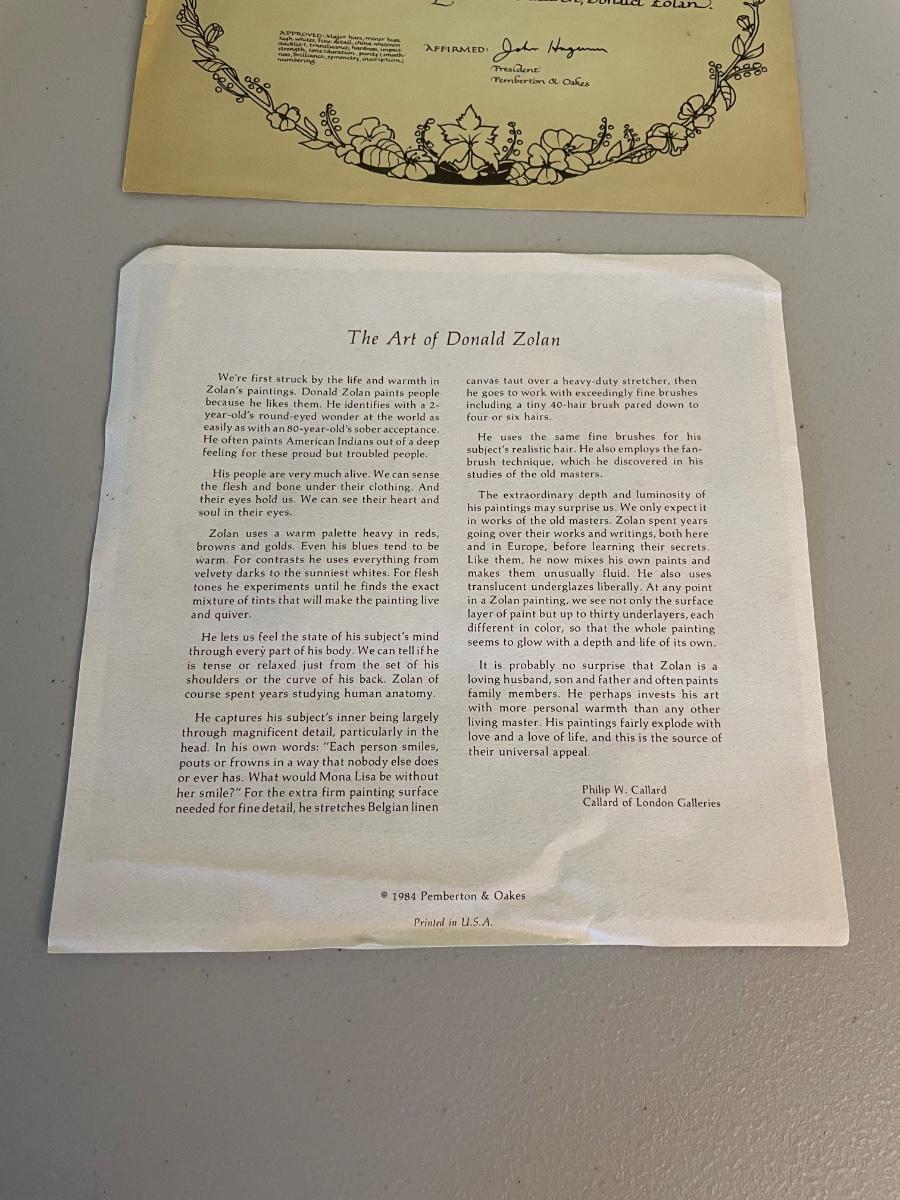 Donald Zolan.
APPROVED: Major hues, minor hues,
high whites, fine detail, china whiteness
(backlit), translucence, hardness, impact
strength, tone (duration, purity), smooth-
ness, brilliance, symmetry, inscription,
numbering.
AFFIRMED: John Hugunin
President
Pemberton & Oakes
The Art of Donald Zolan
We're first struck by the life and warmth in
Zolan's paintings. Donald Zolan paints people
because he likes them. He identifies with a 2-
year-old's round-eyed wonder at the world as
easily as with an 80-year-old's sober acceptance.
He often paints American Indians out of a deep
feeling for these proud but troubled people.
His people are very much alive. We can sense
the flesh and bone under their clothing. And
their eyes hold us. We can see their heart and
soul in their eyes.
Zolan uses a warm palette heavy in reds,
browns and golds. Even his blues tend to be
warm. For contrasts he uses everything from
velvety darks to the sunniest whites. For flesh
tones he experiments until he finds the exact
mixture of tints that will make the painting live
and quiver.
He lets us feel the state of his subject's mind
through every part of his body. We can tell if he
is tense or relaxed just from the set of his
shoulders or the curve of his back. Zolan of
course spent years studying human anatomy.
He captures his subject's inner being largely
through magnificent detail, particularly in the
head. In his own words: "Each person smiles,
pouts or frowns in a way that nobody else does
or ever has. What would Mona Lisa be without
her smile?" For the extra firm painting surface
needed for fine detail, he stretches Belgian linen
canvas taut over a heavy-duty stretcher, then
he goes to work with exceedingly fine brushes
including a tiny 40-hair brush pared down to
four or six hairs.
He uses the same fine brushes for his
subject's realistic hair. He also employs the fan-
brush technique, which he discovered in his
studies of the old masters.
The extraordinary depth and luminosity of
his paintings may surprise us. We only expect it
in works of the old masters. Zolan spent years
going over their works and writings, both here
and in Europe, before learning their secrets.
Like them, he now mixes his own paints and
makes them unusually fluid. He also uses
translucent underglazes liberally. At any point
in a Zolan painting, we see not only the surface
layer of paint but up to thirty underlayers, each
different in color, so that the whole painting
seems to glow with a depth and life of its own.
It is probably no surprise that Zolan is a
loving husband, son and father and often paints
family members. He perhaps invests his art
with more personal warmth than any other
living master. His paintings fairly explode with
love and a love of life, and this is the source of
their universal appeal.
Philip W. Callard
Callard of London Galleries
© 1984 Pemberton & Oakes
Printed in U.S.A.